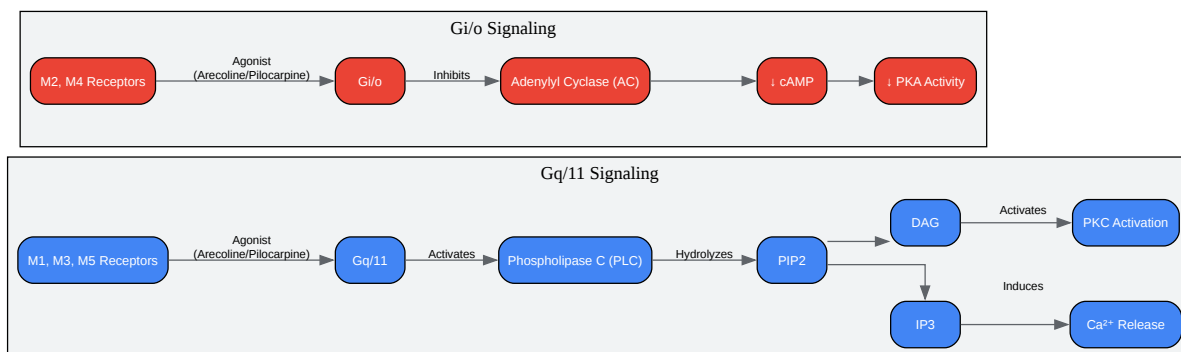 Gi/o Signaling
M2, M4 Receptors
Agonist
(Arecoline/Pilocarpine)
Gi/o
Inhibits
Adenylyl Cyclase (AC)
↓ cAMP
↓ PKA Activity
Gq/11 Signaling
M1, M3, M5 Receptors
Agonist
(Arecoline/Pilocarpine)
Gq/11
Activates
Phospholipase C (PLC)
Hydrolyzes
PIP2
DAG
Activates
PKC Activation
IP3
Induces
Ca²⁺ Release